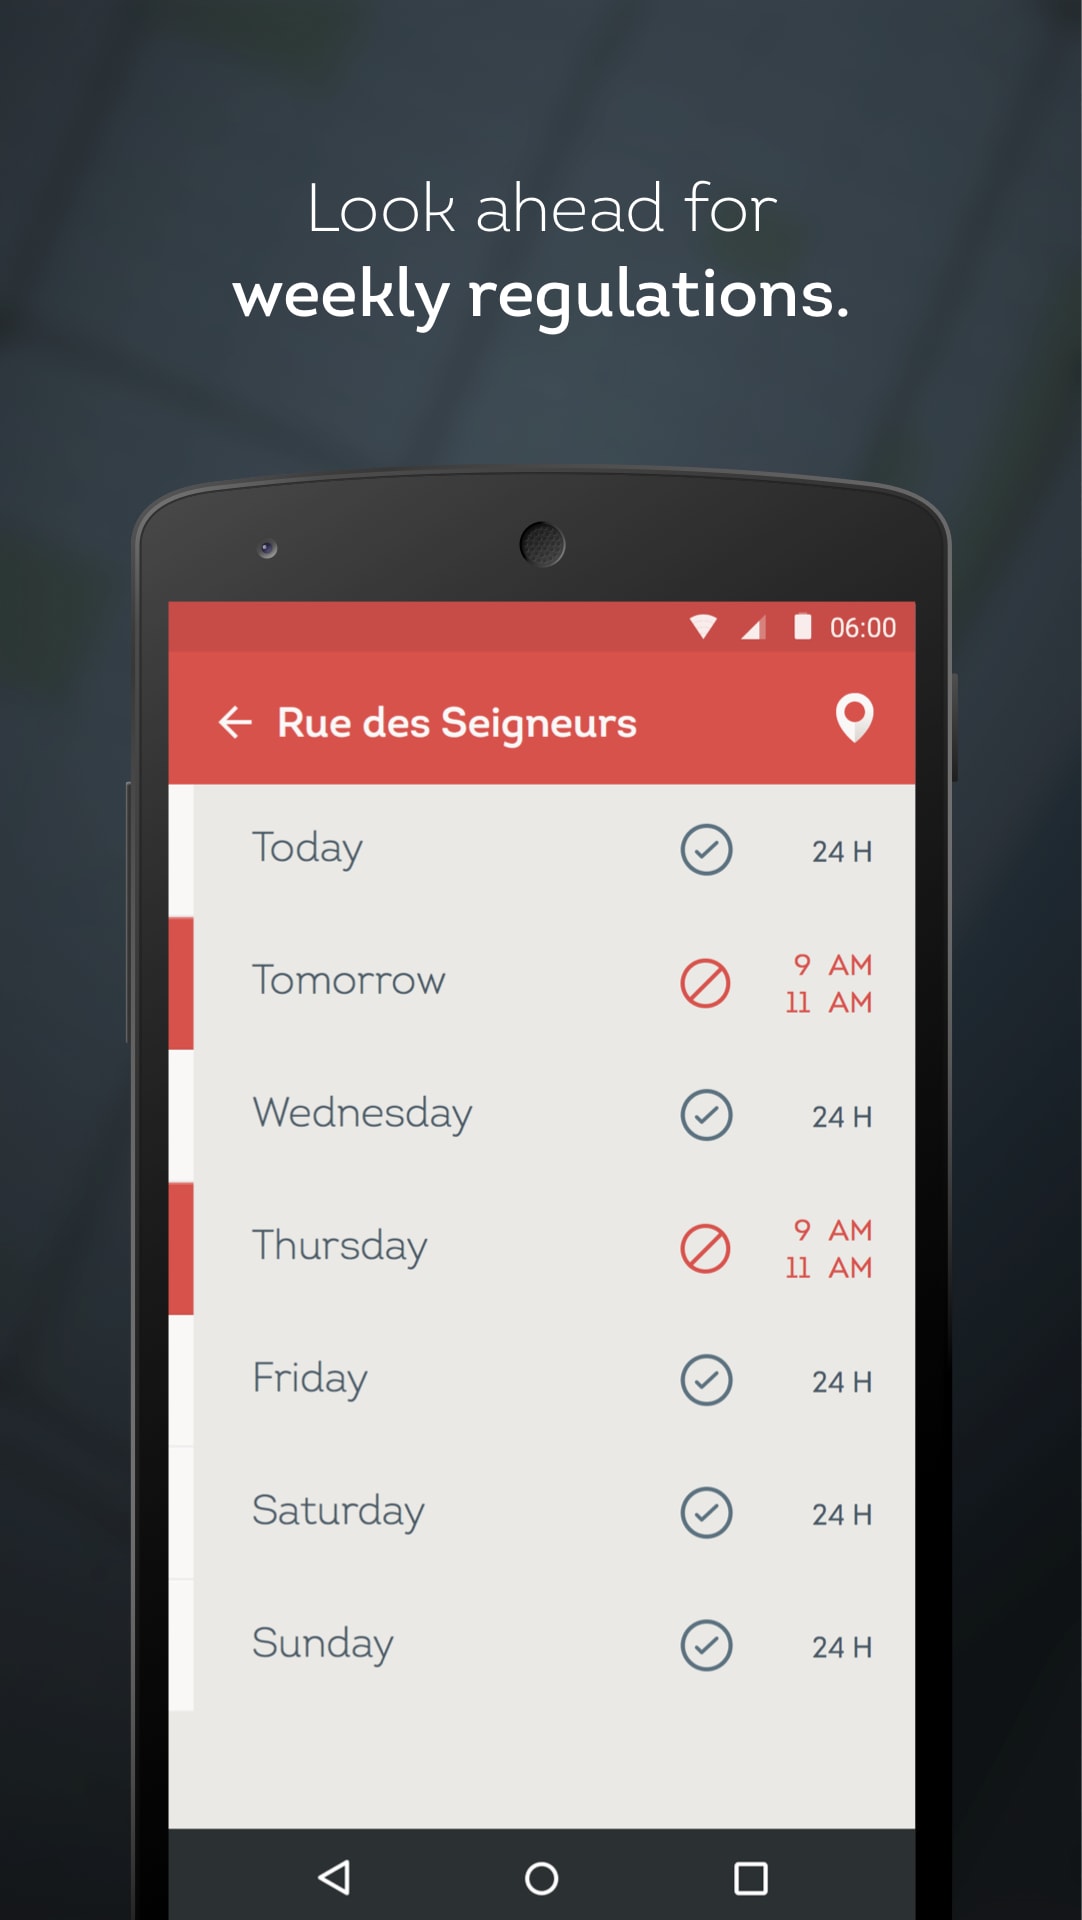 Look ahead for
weekly regulations.
06:00
Rue des Seigneurs
Today 24 H
Tomorrow 9 AM
11 AM
Wednesday 24 H
Thursday 9 AM
11 AM
Friday 24 H
Saturday 24 H
Sunday 24 H